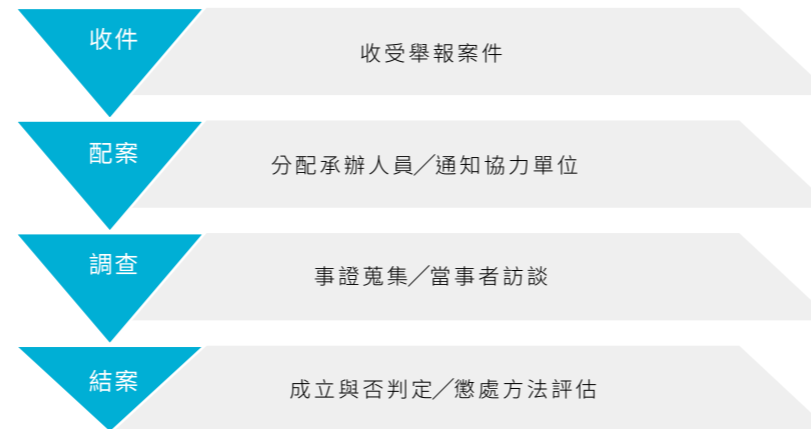 收件
收受舉報案件
配案
分配承辦人員╱通知協力單位
調查
事證蒐集╱當事者訪談
結案
成立與否判定╱懲處方法評估